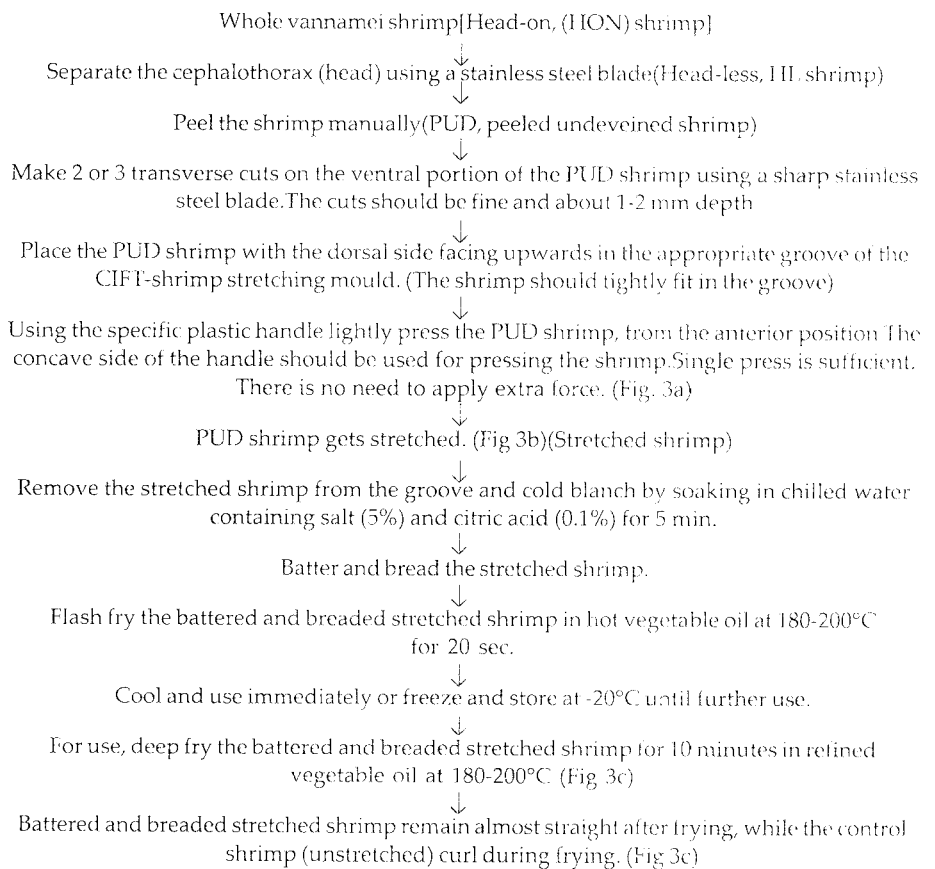 Whole vannamei shrimp[Head-on, (HON) shrimp]
Separate the cephalothorax (head) using a stainless steel blade(Head-less, HL shrimp)
Peel the shrimp manually(PUD, peeled undeveined shrimp)
Make 2 or 3 transverse cuts on the ventral portion of the PUD shrimp using a sharp stainless
steel blade.The cuts should be fine and about 1-2 mm depth
Place the PUD shrimp with the dorsal side facing upwards in the appropriate groove of the
CIFT-shrimp stretching mould. (The shrimp should tightly fit in the groove)
Using the specific plastic handle lightly press the PUD shrimp, from the anterior position The
concave side of the handle should be used for pressing the shrimp.Single press is sufficient.
There is no need to apply extra force. (Fig. 3a)
PUD shrimp gets stretched. (Fig 3b)(Stretched shrimp)
Remove the stretched shrimp from the groove and cold blanch by soaking in chilled water
containing salt (5%) and citric acid (0.1%) for 5 min.
Batter and bread the stretched shrimp.
Flash fry the battered and breaded stretched shrimp in hot vegetable oil at 180-200°C
for 20 sec.
Cool and use immediately or freeze and store at -20°C until further use.
For use, deep fry the battered and breaded stretched shrimp for 10 minutes in refined
vegetable oil at 180-200°C (Fig 3c)
Battered and breaded stretched shrimp remain almost straight after frying, while the control
shrimp (unstretched) curl during frying. (Fig 3c)